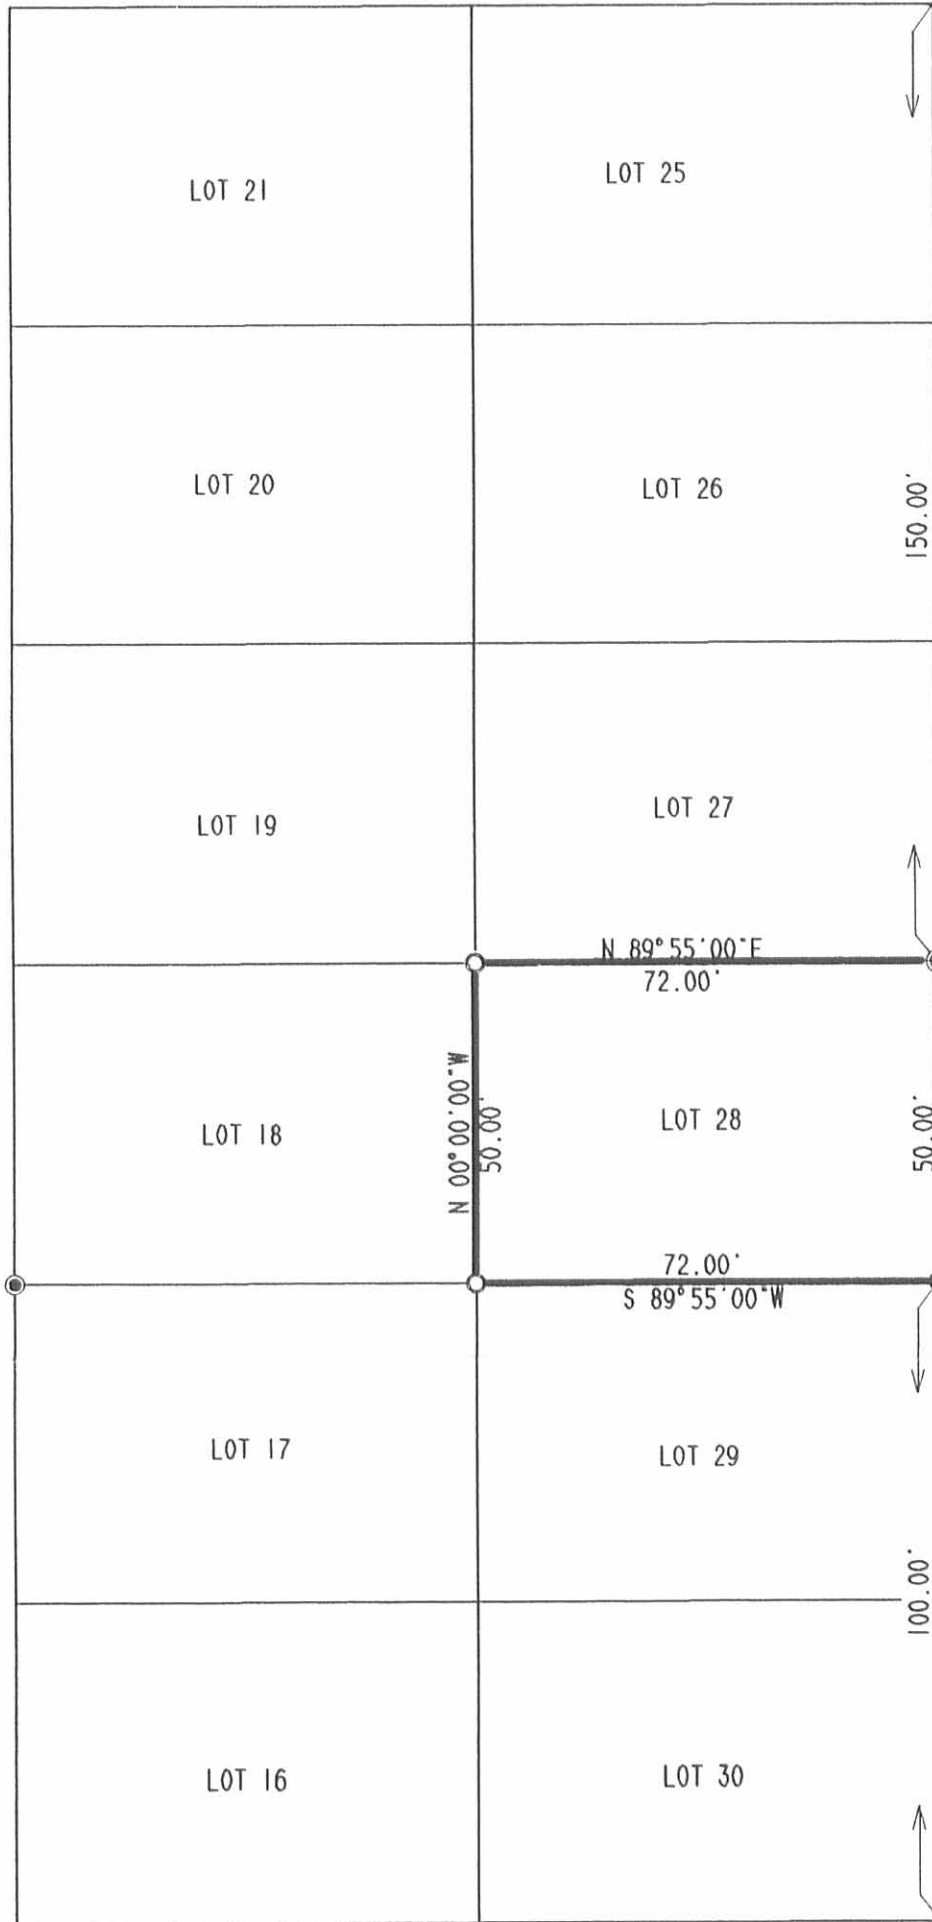 LOT 21
LOT 25
LOT 20
LOT 26
150.00'
LOT 19
LOT 27
N 89°55'00"E
72.00'
N 00°00'00"W
50.00'
LOT 18
LOT 28
50.00'
72.00'
S 89°55'00"W
LOT 17
LOT 29
100.00'
LOT 16
LOT 30